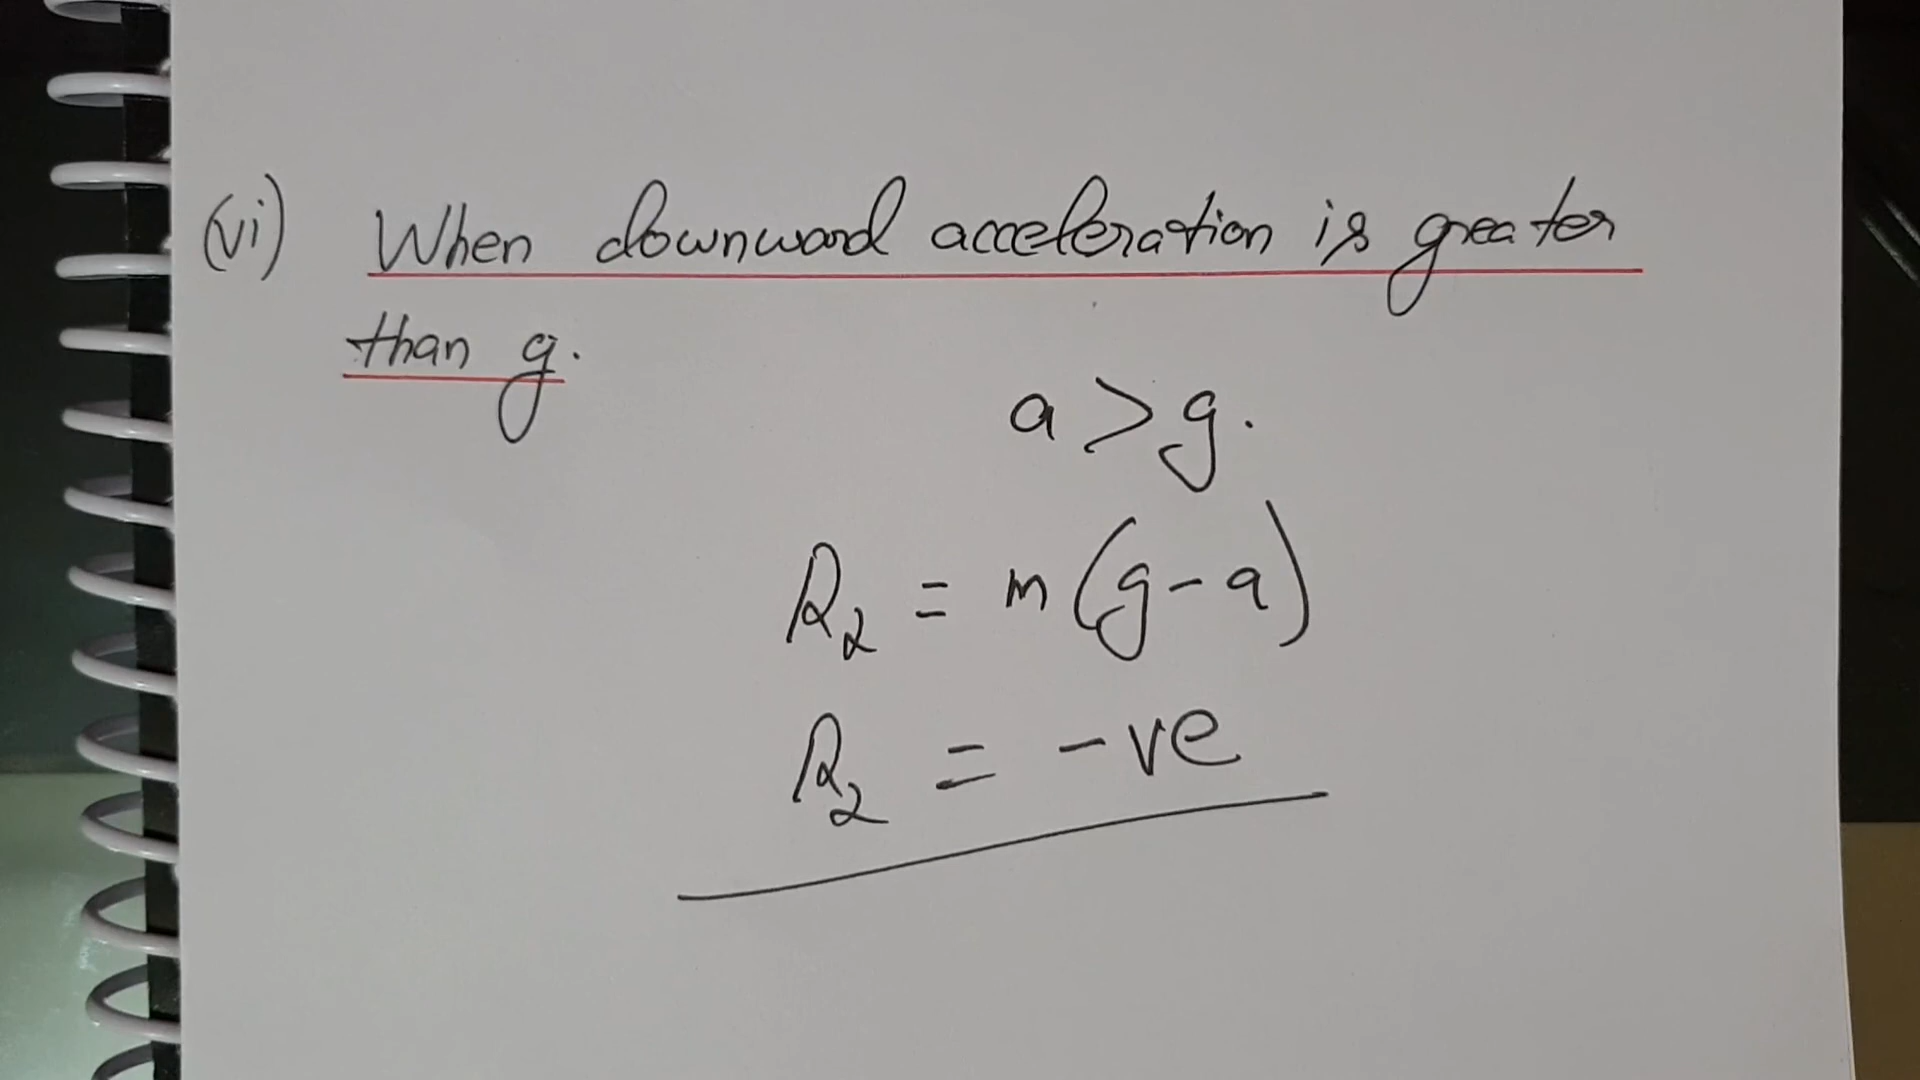 (vi) When downward acceleration is greater
than g.
a > g.
R₂ = m (g - a)
R₂ = - ve